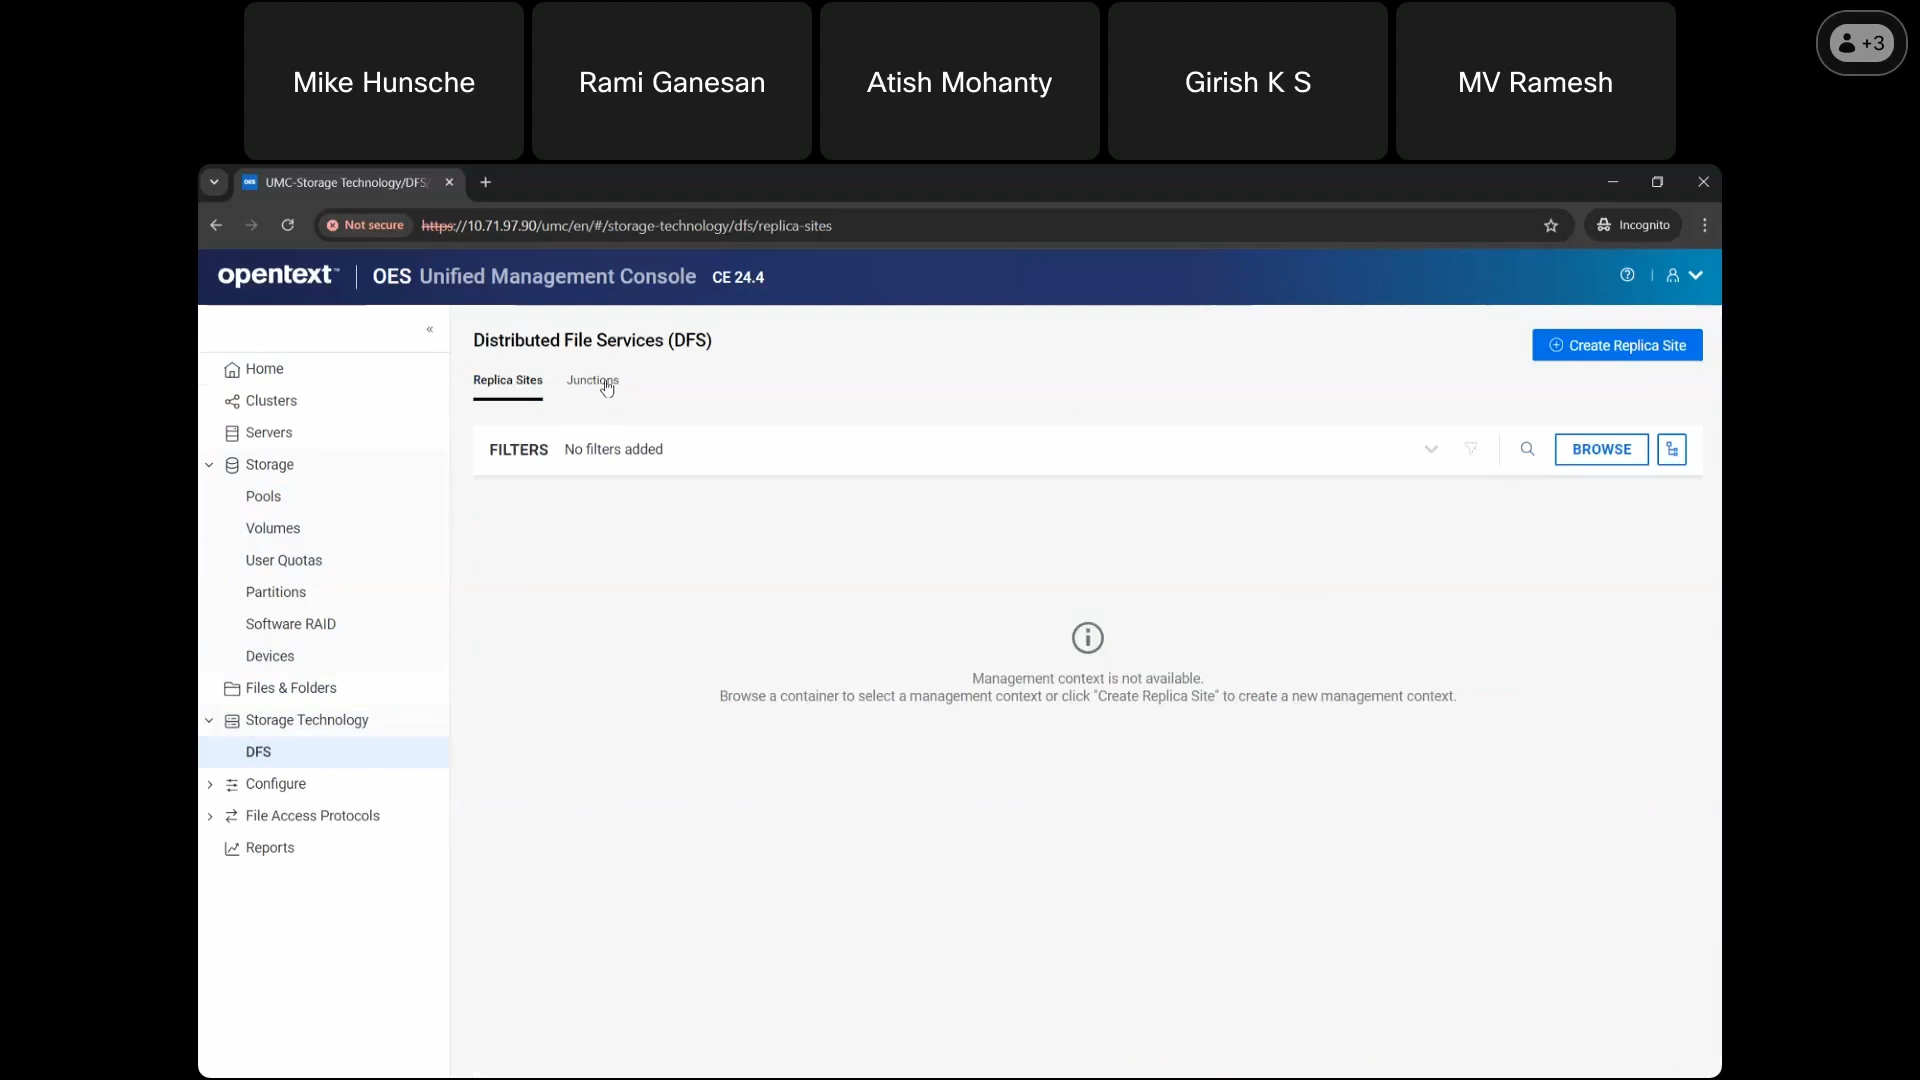 Mike Hunsche
Rami Ganesan
Atish Mohanty
Girish K S
MV Ramesh
+3
UMC-Storage Technology/DFS/
Not secure
https://10.71.97.90/umc/en/#/storage-technology/dfs/replica-sites
Incognito
opentext™ | OES Unified Management Console CE 24.4
«
Home
Clusters
Servers
Storage
Pools
Volumes
User Quotas
Partitions
Software RAID
Devices
Files & Folders
Storage Technology
DFS
Configure
File Access Protocols
Reports
Distributed File Services (DFS)
Create Replica Site
Replica Sites
Junctions
FILTERS No filters added
BROWSE
Management context is not available.
Browse a container to select a management context or click "Create Replica Site" to create a new management context.